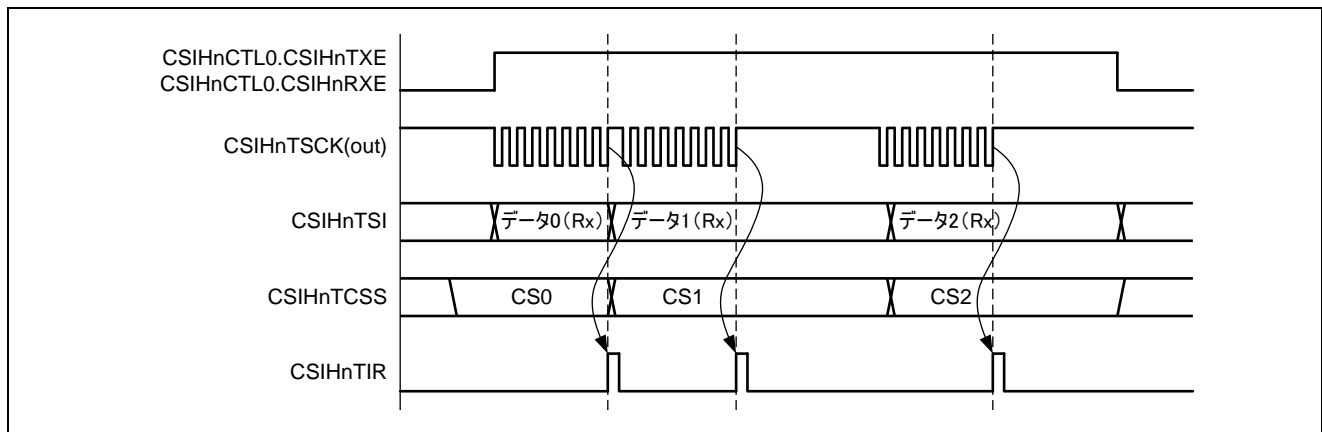 CSIHnCTL0.CSIHnTXE
CSIHnCTL0.CSIHnRXE
CSIHnTSCK(out)
CSIHnTSI
データ0(Rx)
データ1(Rx)
データ2(Rx)
CSIHnTCSS
CS0
CS1
CS2
CSIHnTIR